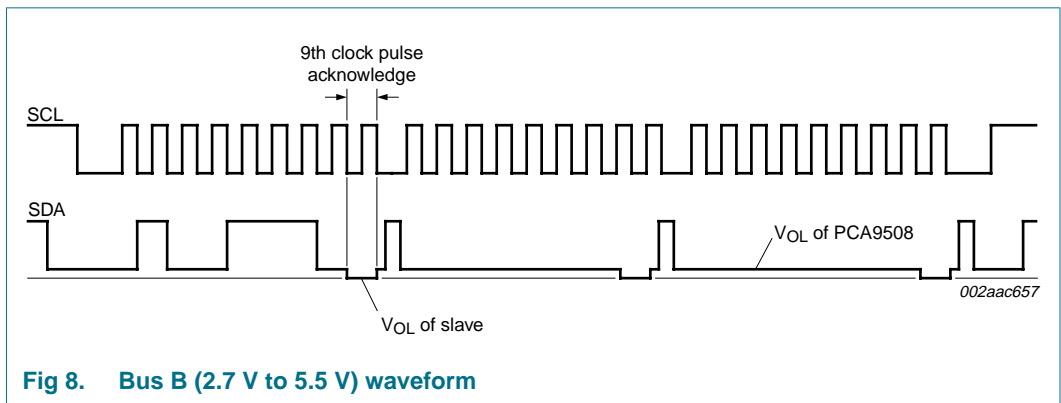 9th clock pulse
acknowledge
SCL
SDA
VOL of PCA9508
002aac657
VOL of slave
Fig 8. Bus B (2.7 V to 5.5 V) waveform